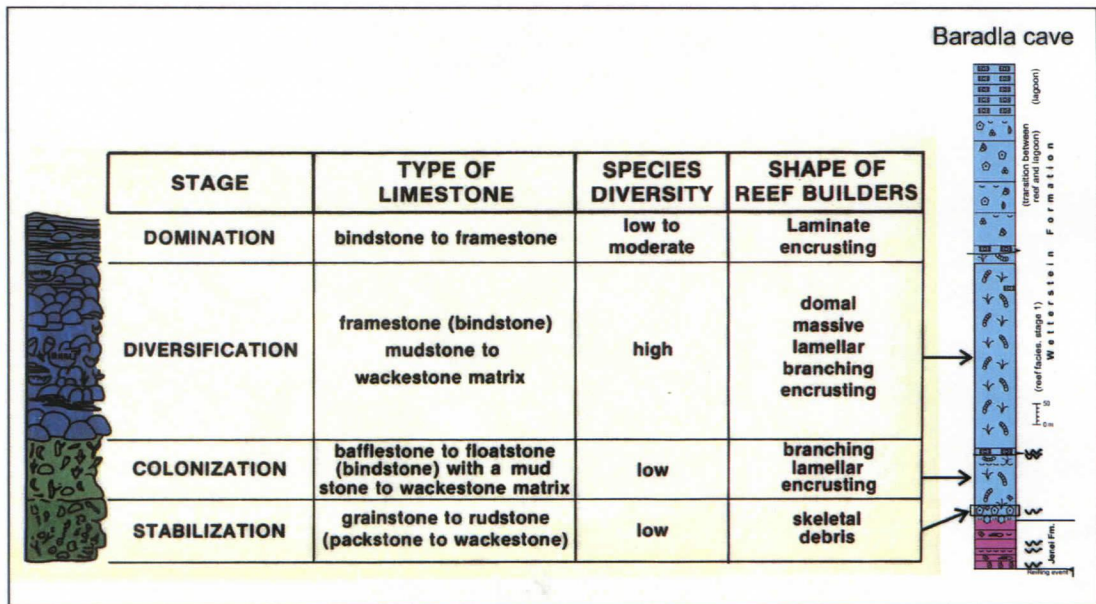 Baradla cave
STAGE
TYPE OF
LIMESTONE
SPECIES
DIVERSITY
SHAPE OF
REEF BUILDERS
DOMINATION
bindstone to framestone
low to
moderate
Laminate
encrusting
DIVERSIFICATION
framestone (bindstone)
mudstone to
wackestone matrix
high
domal
massive
lamellar
branching
encrusting
COLONIZATION
bafflestone to floatstone
(bindstone) with a mud
stone to wackestone matrix
low
branching
lamellar
encrusting
STABILIZATION
grainstone to rudstone
(packstone to wackestone)
low
skeletal
debris
(lagoon)
(transition between
reef and lagoon)
(reef facies, stage 1)
Wetterstein Formation
50
0 m
Fm.
Reifling event